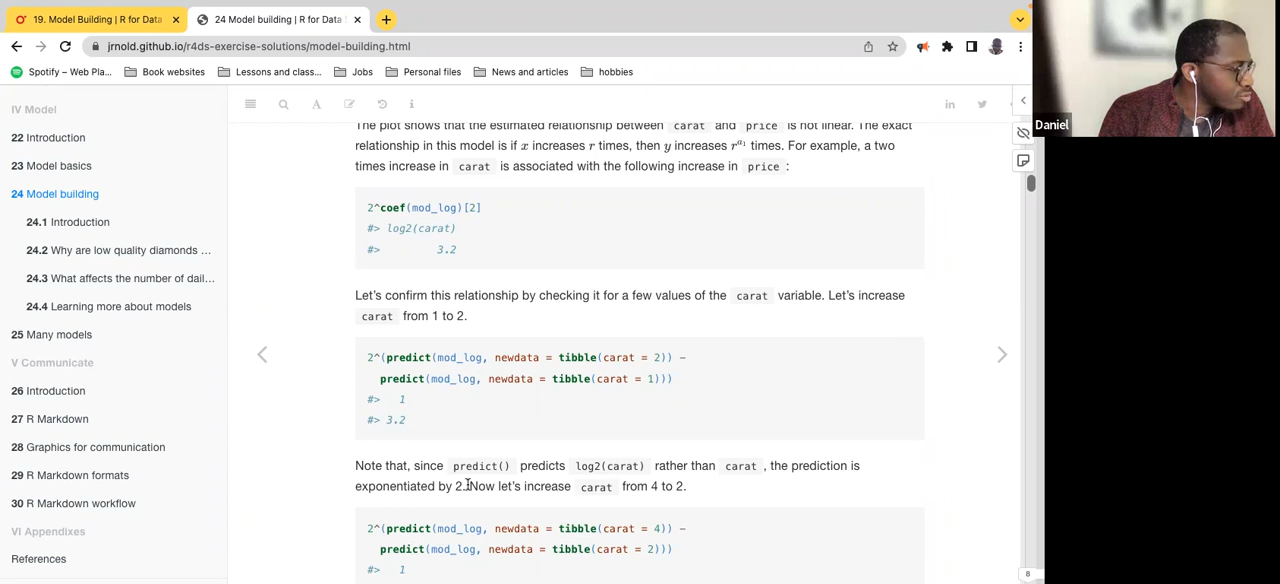 19. Model Building | R for Data
24 Model building | R for Data
jrnold.github.io/r4ds-exercise-solutions/model-building.html
Spotify – Web Pla...
Book websites
Lessons and class...
Jobs
Personal files
News and articles
hobbies
Daniel
IV Model
22 Introduction
23 Model basics
24 Model building
24.1 Introduction
24.2 Why are low quality diamonds ...
24.3 What affects the number of dail...
24.4 Learning more about models
25 Many models
V Communicate
26 Introduction
27 R Markdown
28 Graphics for communication
29 R Markdown formats
30 R Markdown workflow
VI Appendixes
References
A
i
in
The plot shows that the estimated relationship between carat and price is not linear. The exact
relationship in this model is if x increases r times, then y increases r^a₁ times. For example, a two
times increase in carat is associated with the following increase in price :
2^coef(mod_log)[2]
#> log2(carat)
#> 3.2
Let's confirm this relationship by checking it for a few values of the carat variable. Let's increase
carat from 1 to 2.
2^(predict(mod_log, newdata = tibble(carat = 2)) -
predict(mod_log, newdata = tibble(carat = 1)))
#> 1
#> 3.2
Note that, since predict() predicts log2(carat) rather than carat, the prediction is
exponentiated by 2. Now let's increase carat from 4 to 2.
2^(predict(mod_log, newdata = tibble(carat = 4)) -
predict(mod_log, newdata = tibble(carat = 2)))
#> 1
8